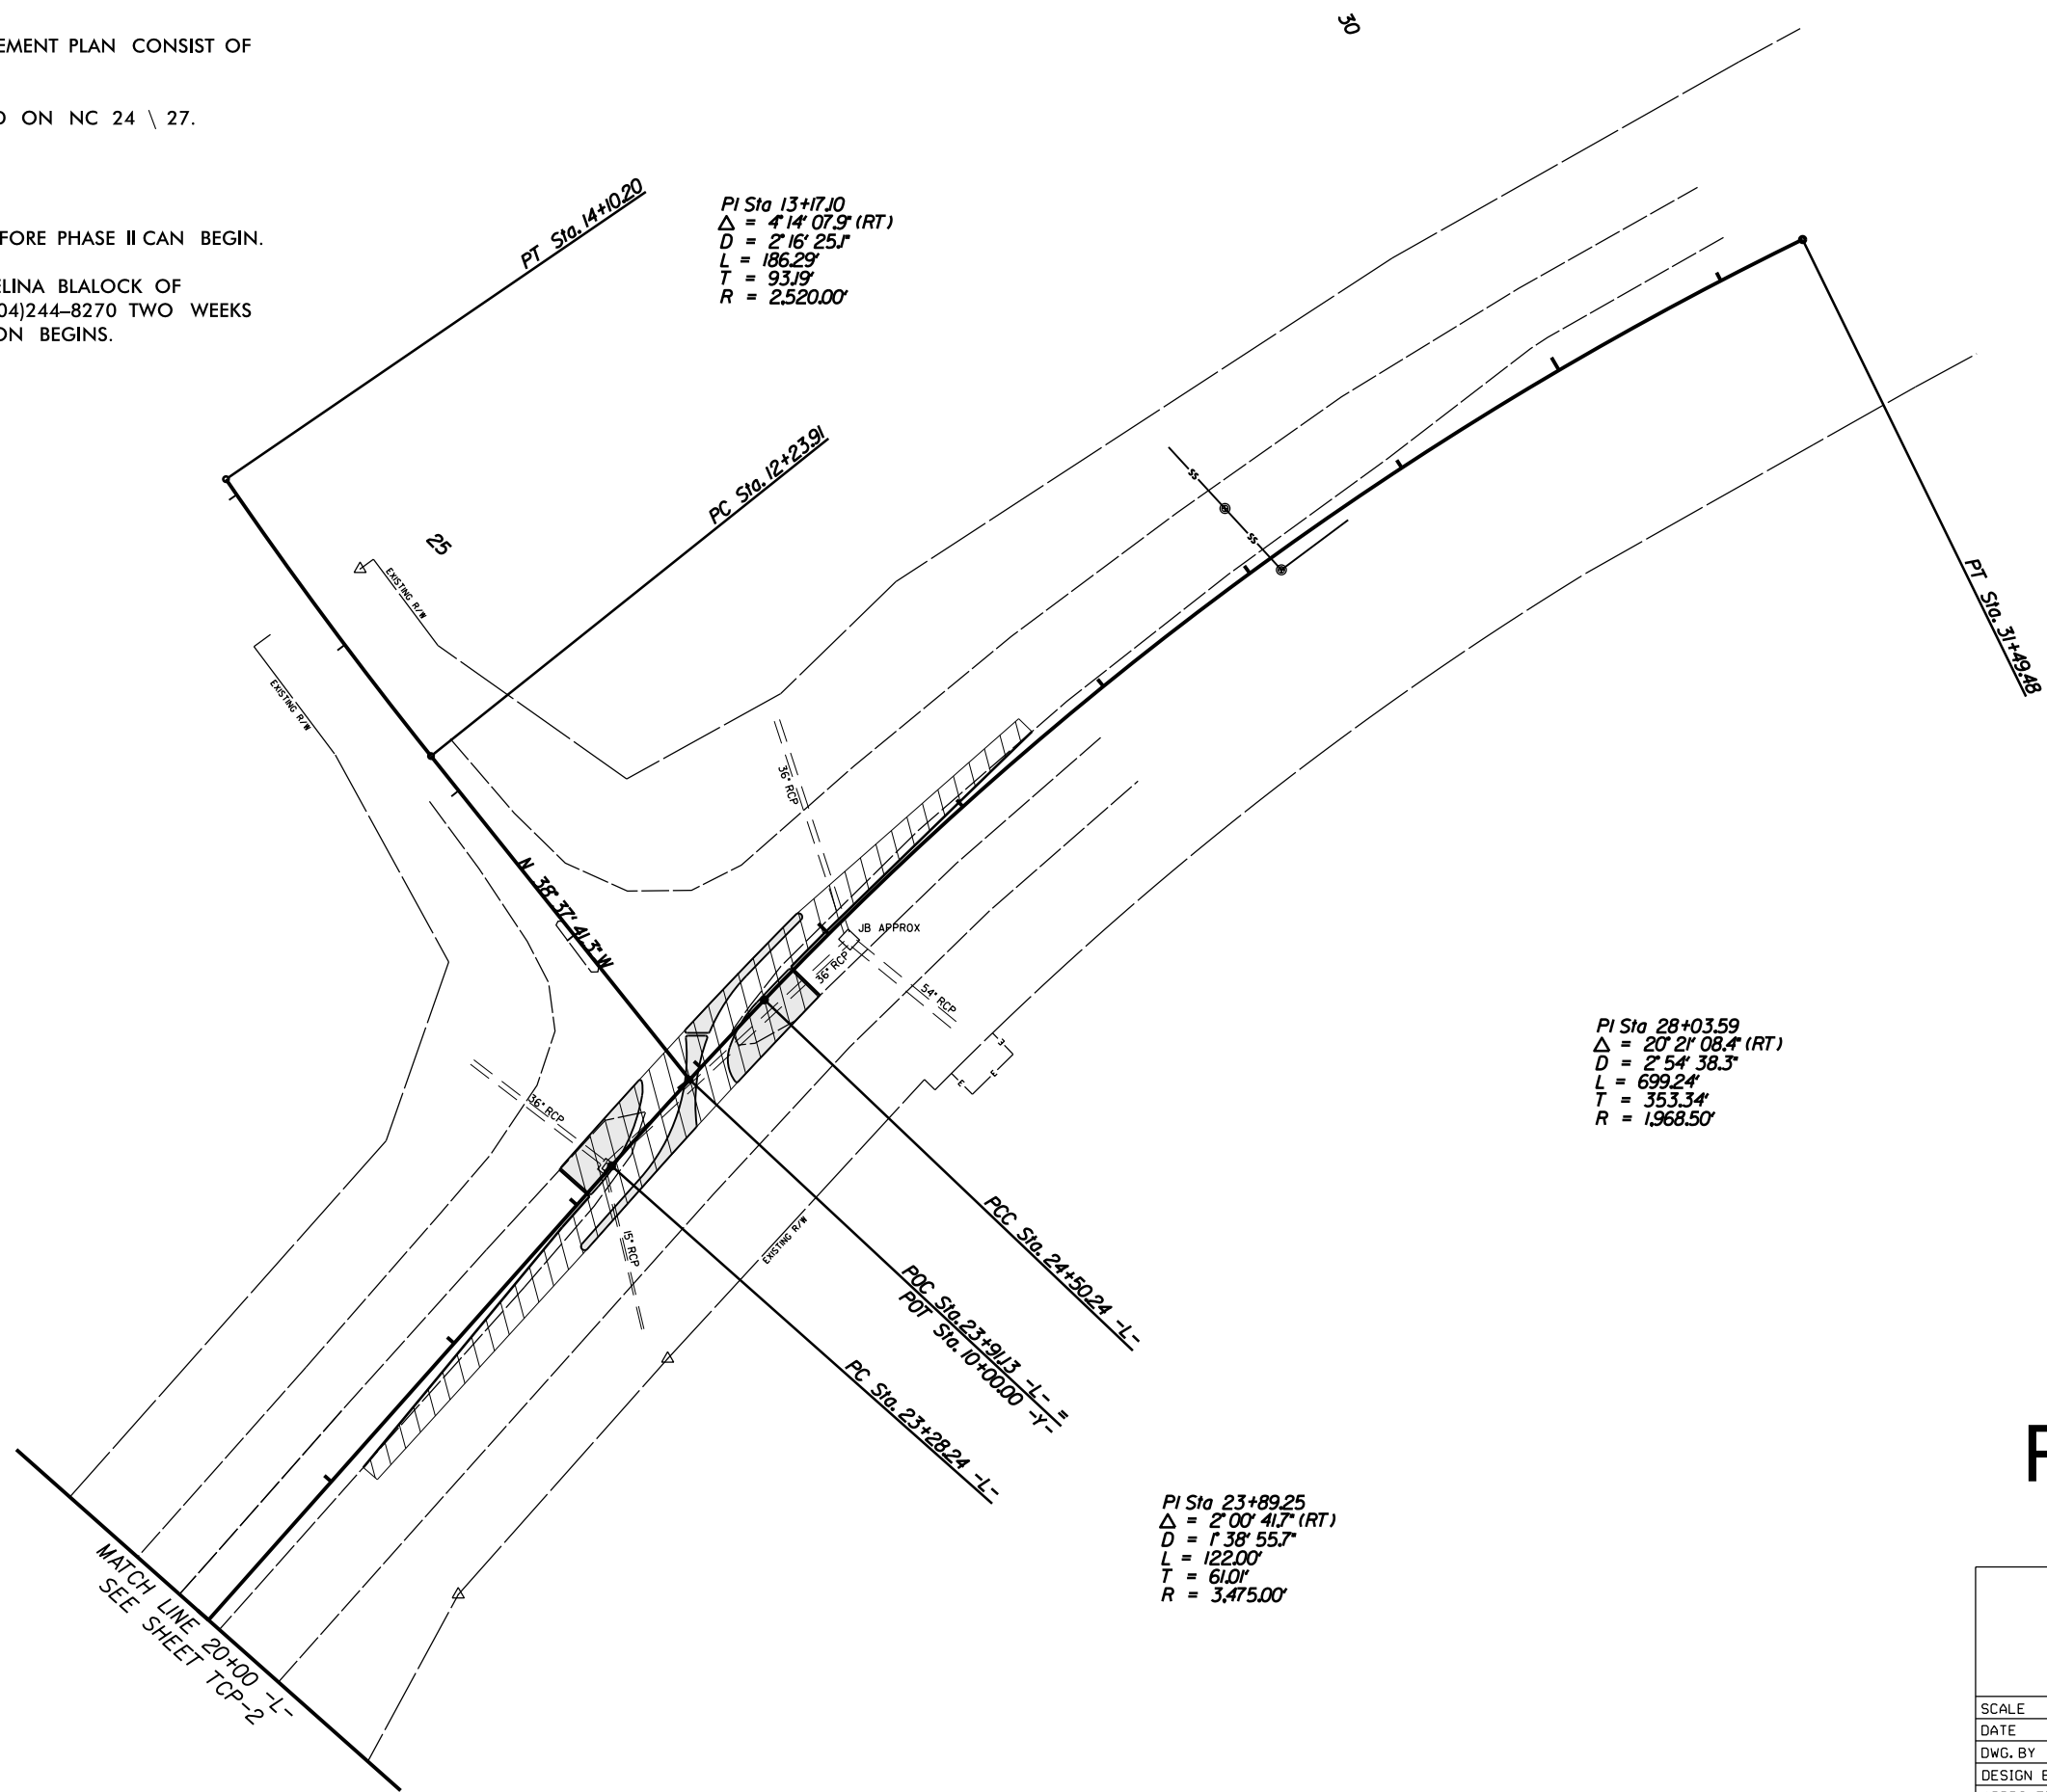 EMENT PLAN CONSIST OF
ON NC 24 \ 27.
FORE PHASE II CAN BEGIN.
ELINA BLALOCK OF
04)244-8270 TWO WEEKS
ON BEGINS.
30
PT Sta. 14+10.20
PI Sta 13+17.10
Δ = 4° 14' 07.9" (RT)
D = 2° 16' 25.1"
L = 186.29'
T = 93.19'
R = 2,520.00'
PC Sta. 12+23.91
25
EXISTING R/W
EXISTING R/W
SS
SS
PT Sta. 31+49.48
36" RCP
N 38° 37' 41.3" W
JB APPROX
36" RCP
54" RCP
E
E
E
36" RCP
15" RCP
EXISTING R/W
PI Sta 28+03.59
Δ = 20° 21' 08.4" (RT)
D = 2° 54' 38.3"
L = 699.24'
T = 353.34'
R = 1,968.50'
PCC Sta. 24+50.24 -L-
POC Sta. 23+91.13 -L- =
POT Sta. 10+00.00 -Y-
PC Sta. 23+28.24 -L-
PI Sta 23+89.25
Δ = 2° 00' 41.7" (RT)
D = 1° 38' 55.7"
L = 122.00'
T = 61.01'
R = 3,475.00'
MATCH LINE 20+00 -L-
SEE SHEET TCP-2
SCALE
DATE
DWG. BY
DESIGN B